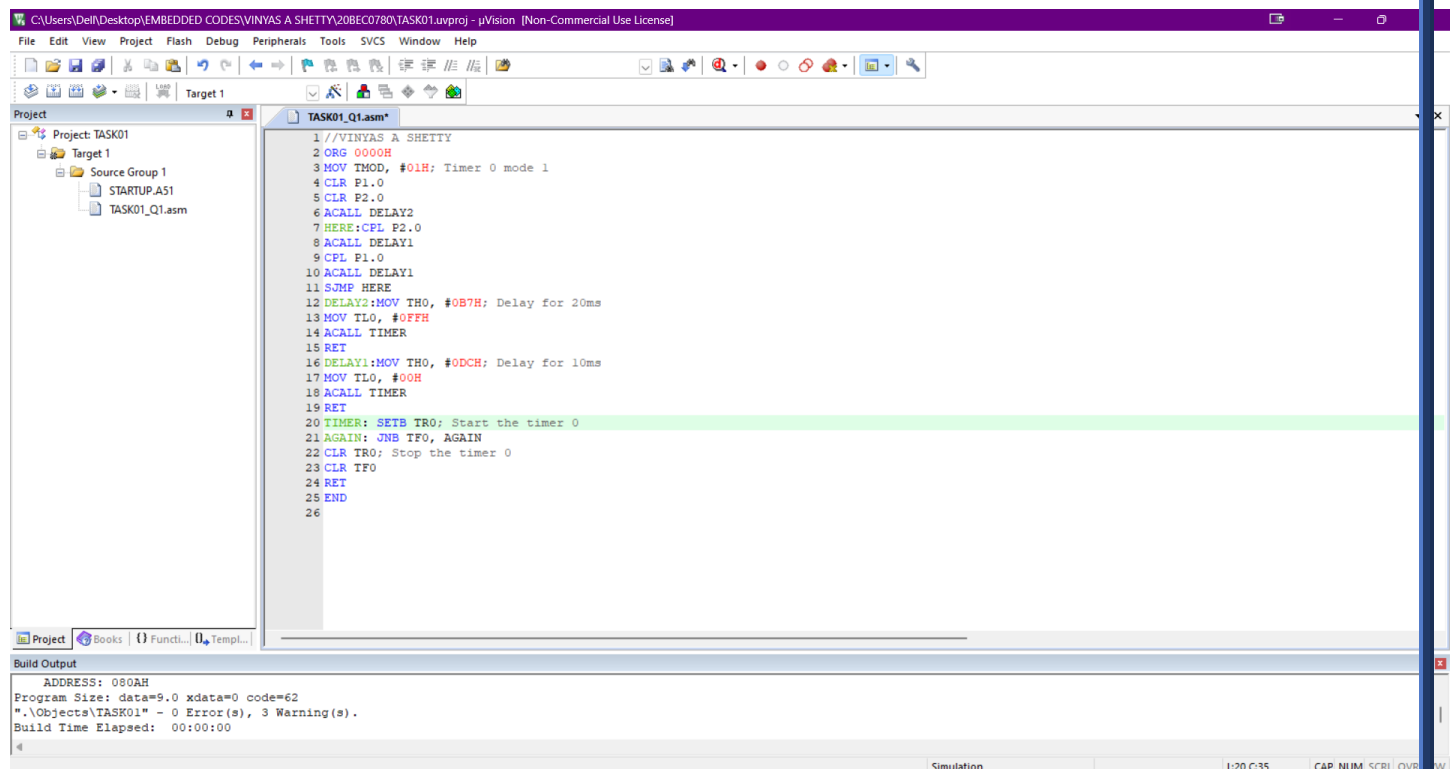 C:\Users\Dell\Desktop\EMBEDDED CODES\VINYAS A SHETTY\20BEC0780\TASK01.uvproj - µVision [Non-Commercial Use License]
File Edit View Project Flash Debug Peripherals Tools SVCS Window Help
Target 1
Project
TASK01_Q1.asm*
Project: TASK01
Target 1
Source Group 1
STARTUP.A51
TASK01_Q1.asm
1 //VINYAS A SHETTY
2 ORG 0000H
3 MOV TMOD, #01H; Timer 0 mode 1
4 CLR P1.0
5 CLR P2.0
6 ACALL DELAY2
7 HERE:CPL P2.0
8 ACALL DELAY1
9 CPL P1.0
10 ACALL DELAY1
11 SJMP HERE
12 DELAY2:MOV TH0, #0B7H; Delay for 20ms
13 MOV TL0, #0FFH
14 ACALL TIMER
15 RET
16 DELAY1:MOV TH0, #0DCH; Delay for 10ms
17 MOV TL0, #00H
18 ACALL TIMER
19 RET
20 TIMER: SETB TR0; Start the timer 0
21 AGAIN: JNB TF0, AGAIN
22 CLR TR0; Stop the timer 0
23 CLR TF0
24 RET
25 END
26
Project Books {} Functi... 0 Templ...
Build Output
ADDRESS: 080AH
Program Size: data=9.0 xdata=0 code=62
".\Objects\TASK01" - 0 Error(s), 3 Warning(s).
Build Time Elapsed: 00:00:00
Simulation L:20 C:35 CAP NUM SCRL OVR